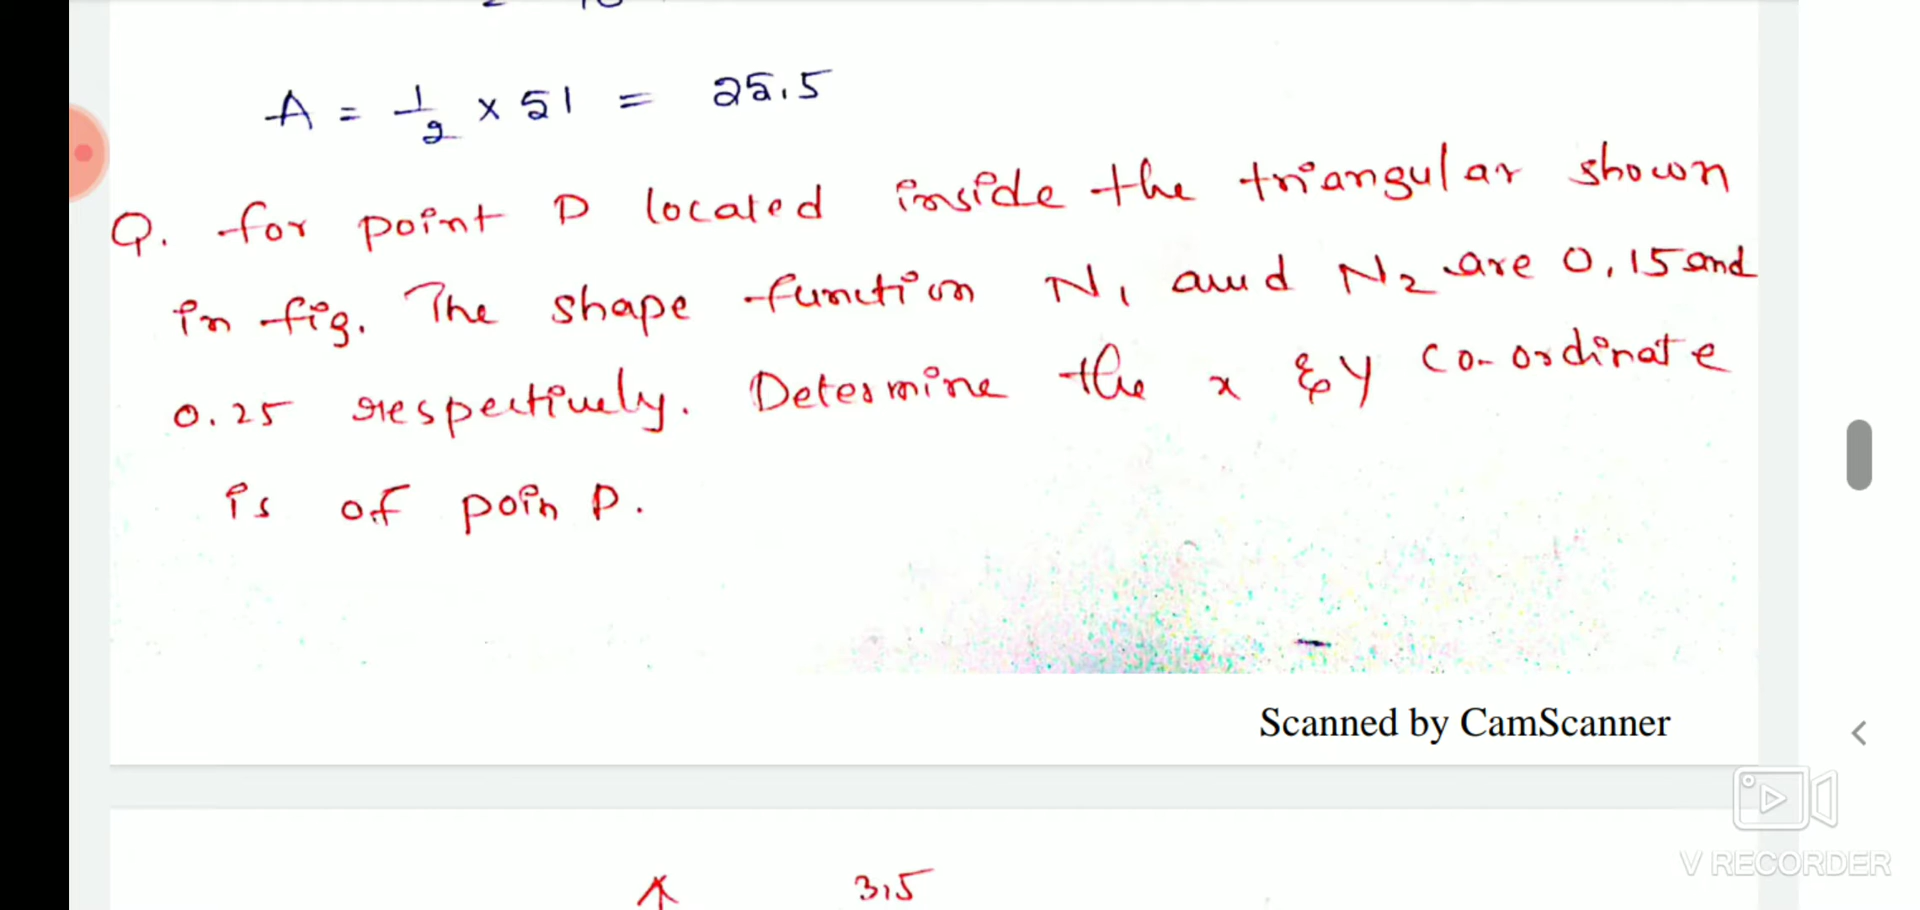 A = 1/2 × 51 = 25.5
Q. for point P located inside the triangular shown
in fig. The shape function N1 and N2 are 0.15 and
0.25 respectively. Determine the x & y co-ordinate
is of poin P.
Scanned by CamScanner
V RECORDER
3,5